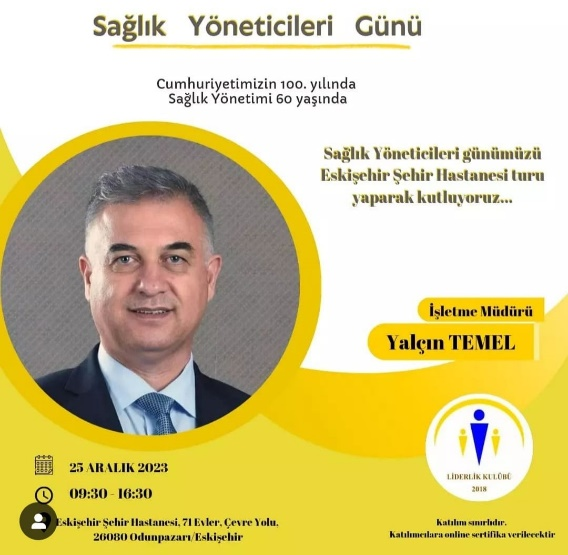 Sağlık Yöneticileri Günü
Cumhuriyetimizin 100. yılında
Sağlık Yönetimi 60 yaşında
Sağlık Yöneticileri günümüzü
Eskişehir Şehir Hastanesi turu
yaparak kutluyoruz...
İşletme Müdürü
Yalçın TEMEL
LİDERLİK KULÜBÜ
2018
25 ARALIK 2023
09:30 - 16:30
Eskişehir Şehir Hastanesi, 71 Evler, Çevre Yolu,
26080 Odunpazarı/Eskişehir
Katılım sınırlıdır.
Katılımcılara online sertifika verilecektir